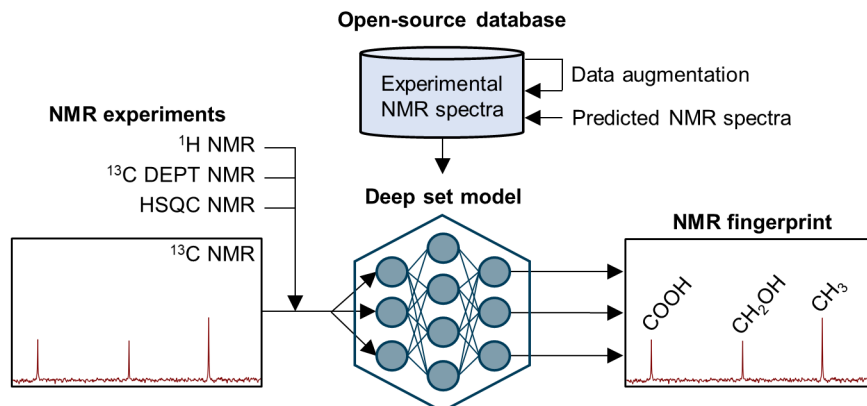 Open-source database
Experimental
NMR spectra
Data augmentation
Predicted NMR spectra
NMR experiments
¹H NMR
¹³C DEPT NMR
HSQC NMR
¹³C NMR
Deep set model
NMR fingerprint
COOH
CH₂OH
CH₃